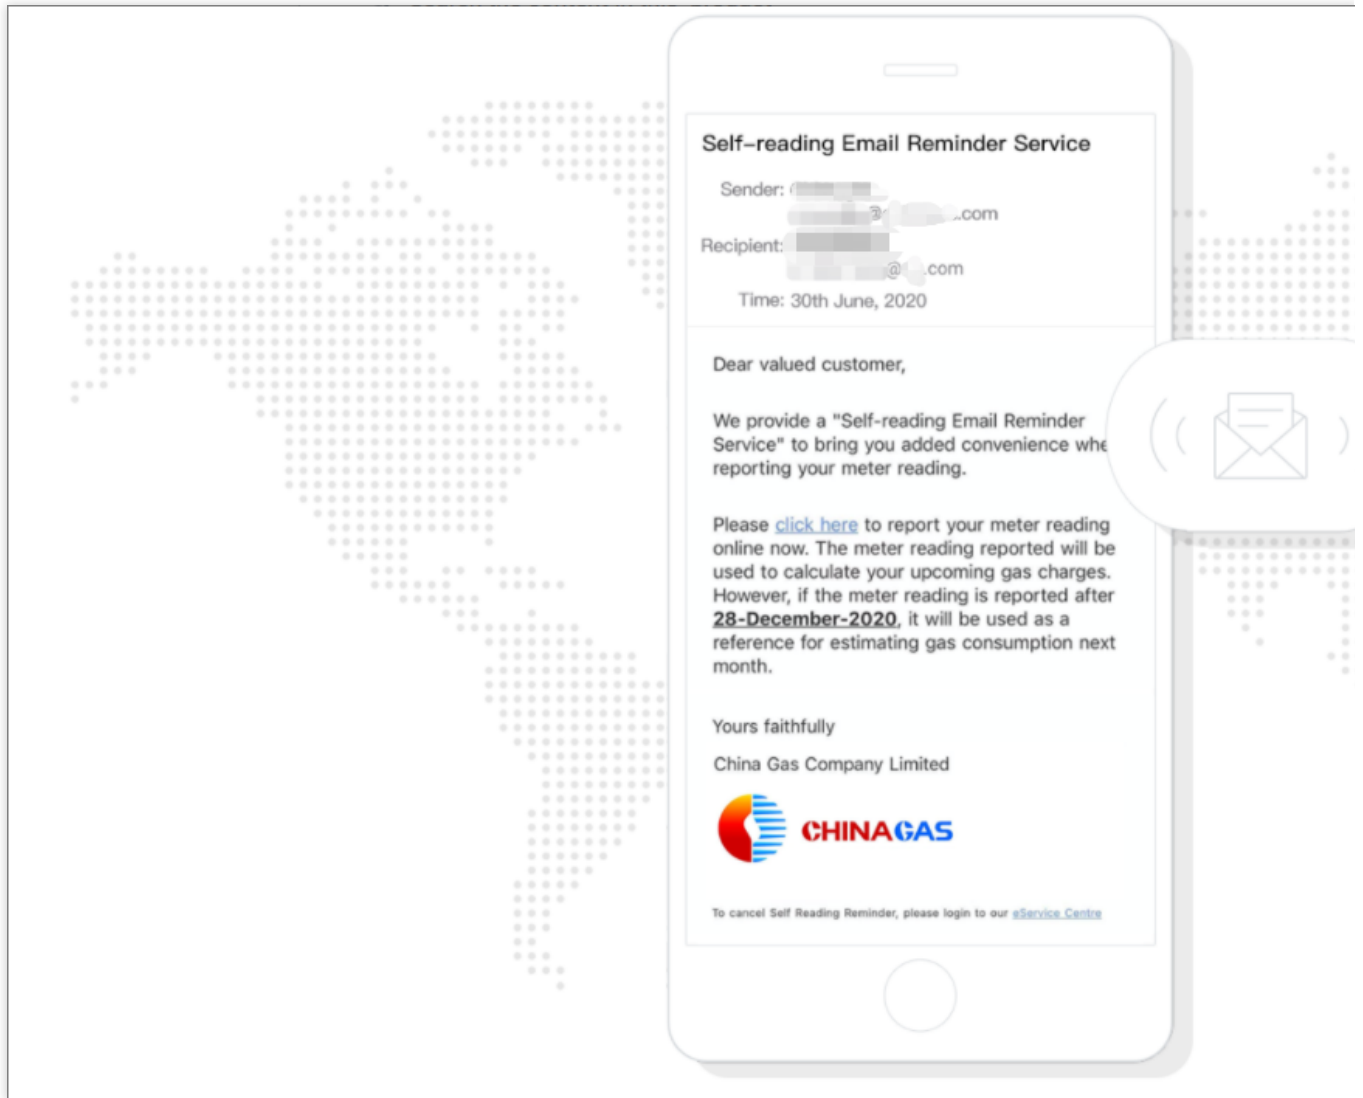 Self-reading Email Reminder Service
Sender:
@ .com
Recipient:
@ .com
Time: 30th June, 2020
Dear valued customer,
We provide a "Self-reading Email Reminder
Service" to bring you added convenience whe
reporting your meter reading.
Please click here to report your meter reading
online now. The meter reading reported will be
used to calculate your upcoming gas charges.
However, if the meter reading is reported after
28-December-2020, it will be used as a
reference for estimating gas consumption next
month.
Yours faithfully
China Gas Company Limited
CHINAGAS
To cancel Self Reading Reminder, please login to our eService Centre